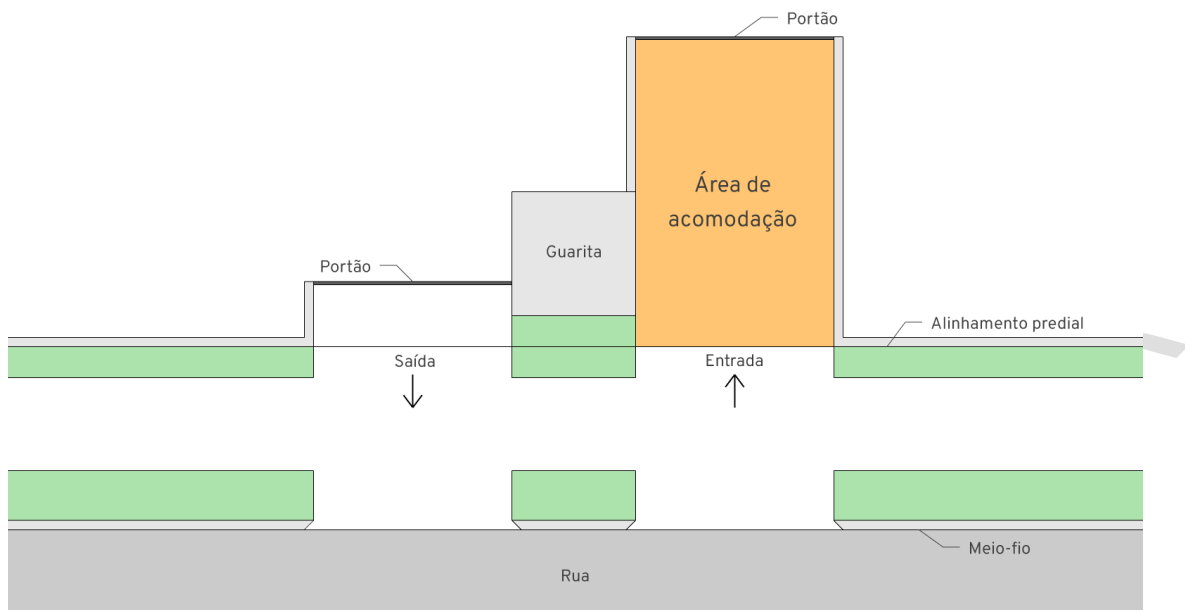 Portão
Área de
acomodação
Guarita
Portão
Alinhamento predial
Saída
Entrada
Meio-fio
Rua